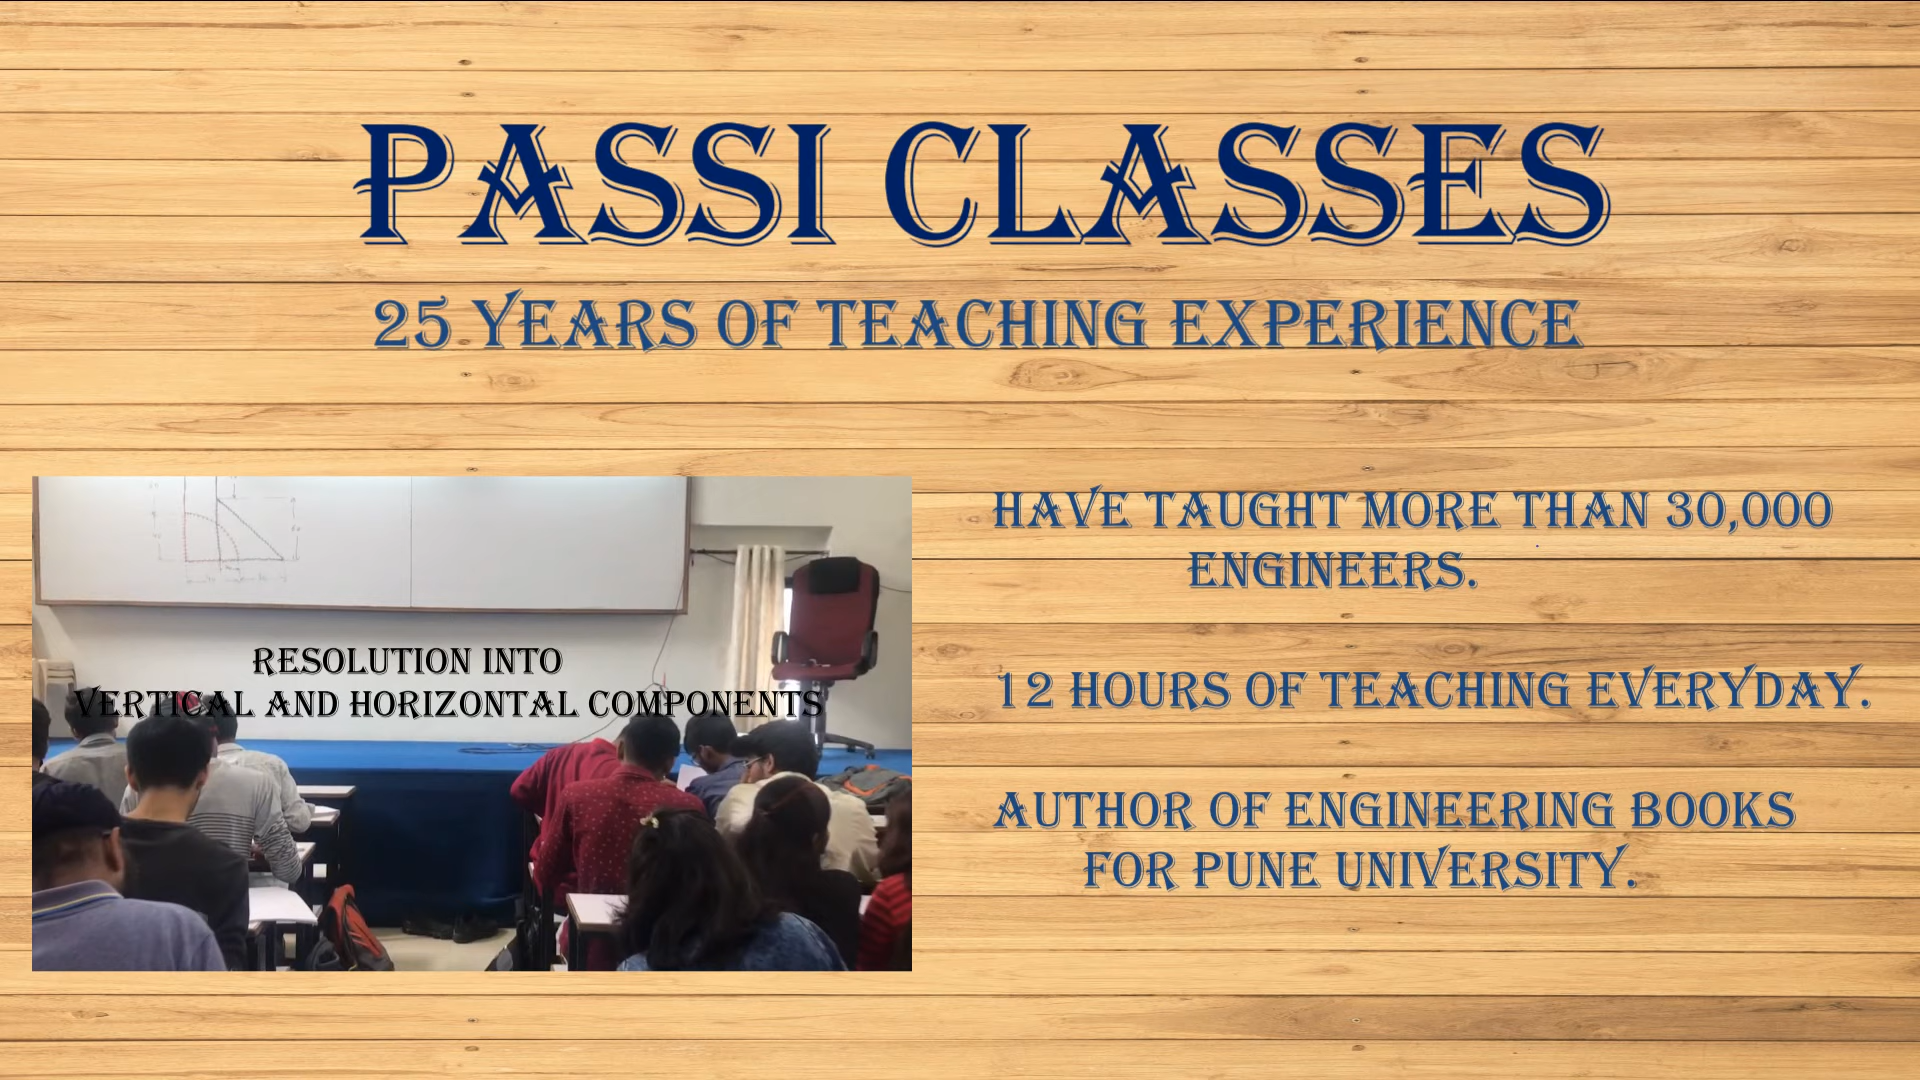 PASSI CLASSES
25 YEARS OF TEACHING EXPERIENCE
HAVE TAUGHT MORE THAN 30,000
ENGINEERS.
12 HOURS OF TEACHING EVERYDAY.
AUTHOR OF ENGINEERING BOOKS
FOR PUNE UNIVERSITY.
RESOLUTION INTO
VERTICAL AND HORIZONTAL COMPONENTS